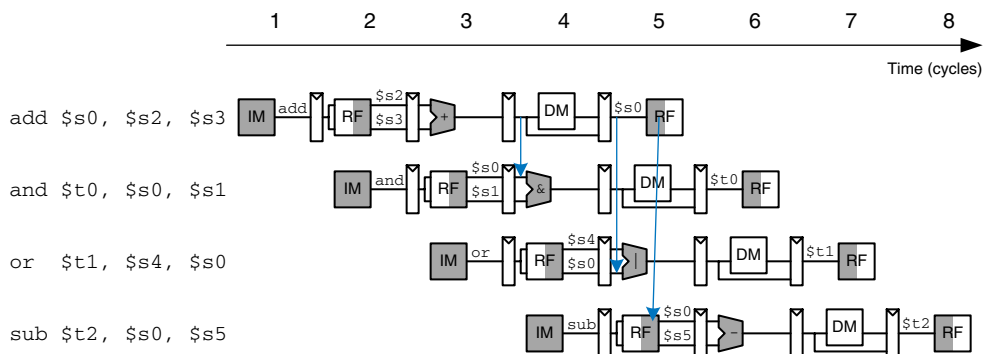 1 2 3 4 5 6 7 8
Time (cycles)
add $s0, $s2, $s3 IM add RF $s2 $s3 + DM $s0 RF
and $t0, $s0, $s1 IM and RF $s0 $s1 & DM $t0 RF
or $t1, $s4, $s0 IM or RF $s4 $s0 | DM $t1 RF
sub $t2, $s0, $s5 IM sub RF $s0 $s5 - DM $t2 RF